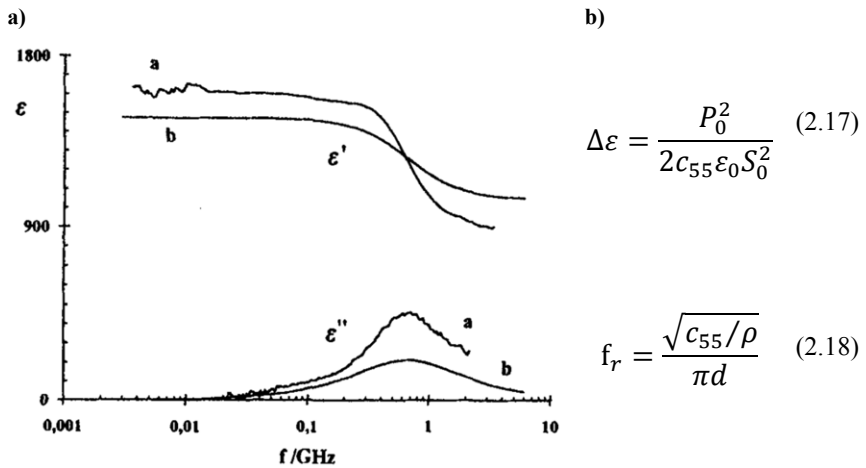 a)
b)
1800
a
ε
b
ε'
900
ε''
a
b
0
0,001
0,01
0,1
1
10
f /GHz
Δε = P₀² / 2c₅₅ε₀S₀² (2.17)
fᵣ = √c₅₅/ρ / πd (2.18)